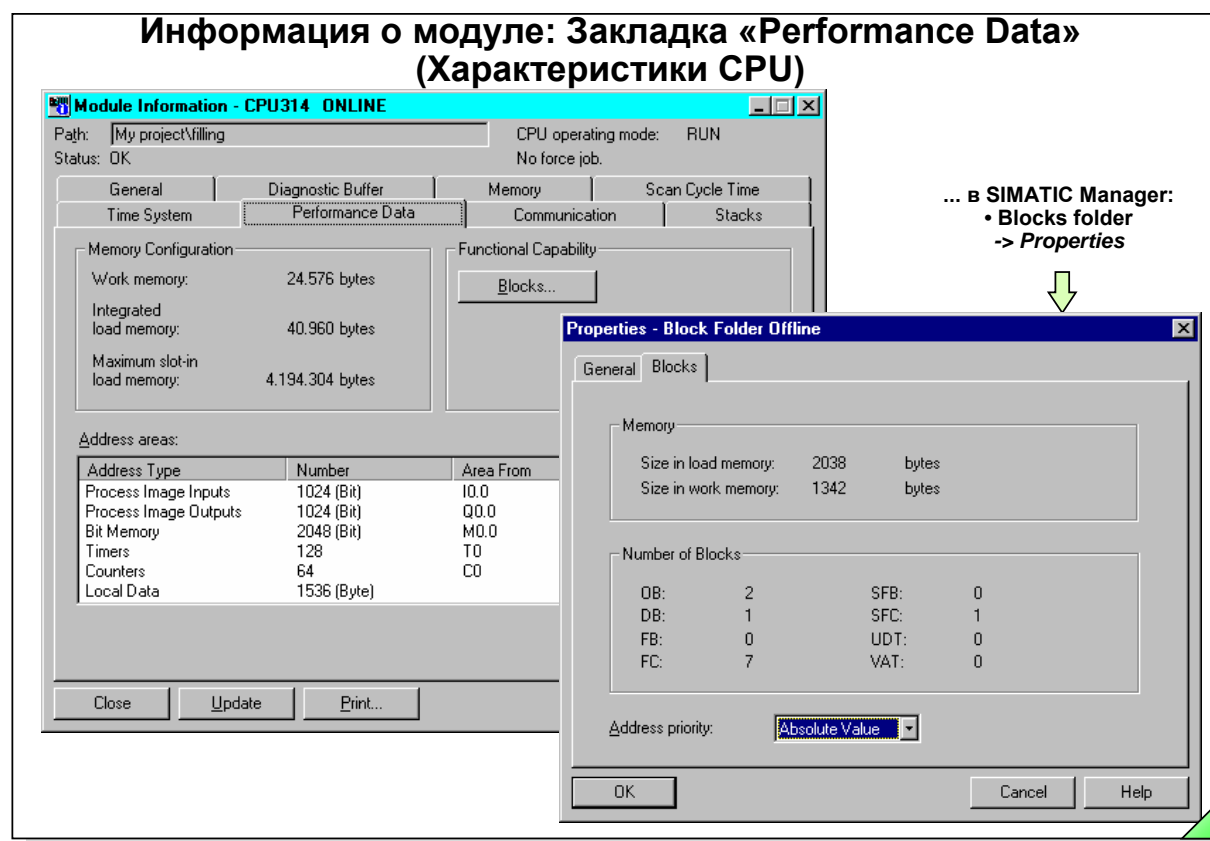 Информация о модуле: Закладка «Performance Data»
(Характеристики CPU)
Module Information - CPU314 ONLINE
Path: My project\filling CPU operating mode: RUN
Status: OK No force job.
General Diagnostic Buffer Memory Scan Cycle Time
Time System Performance Data Communication Stacks
Memory Configuration Functional Capability
Work memory: 24.576 bytes Blocks...
Integrated
load memory: 40.960 bytes
Maximum slot-in
load memory: 4.194.304 bytes
Address areas:
Address Type Number Area From
Process Image Inputs 1024 (Bit) I0.0
Process Image Outputs 1024 (Bit) Q0.0
Bit Memory 2048 (Bit) M0.0
Timers 128 T0
Counters 64 C0
Local Data 1536 (Byte)
Close Update Print...
... в SIMATIC Manager:
• Blocks folder
-> Properties
Properties - Block Folder Offline
General Blocks
Memory
Size in load memory: 2038 bytes
Size in work memory: 1342 bytes
Number of Blocks
OB: 2 SFB: 0
DB: 1 SFC: 1
FB: 0 UDT: 0
FC: 7 VAT: 0
Address priority: Absolute Value
OK Cancel Help